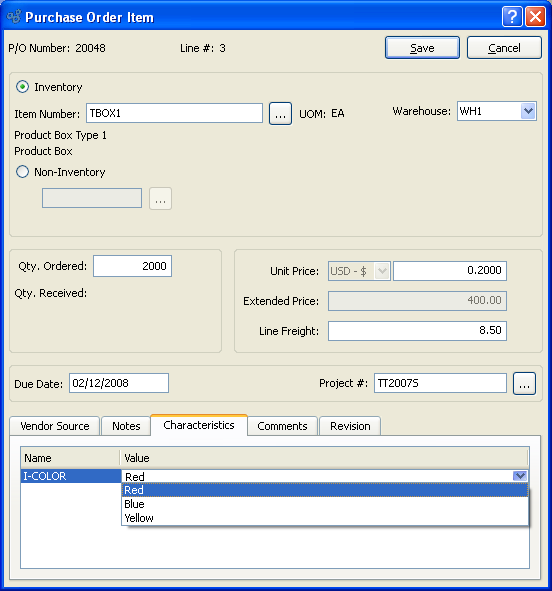 Purchase Order Item
P/O Number: 20048 Line #: 3 Save Cancel
Inventory
Item Number: TBOX1 ... UOM: EA Warehouse: WH1
Product Box Type 1
Product Box
Non-Inventory
...
Qty. Ordered: 2000
Qty. Received:
Unit Price: USD - $ 0.2000
Extended Price: 400.00
Line Freight: 8.50
Due Date: 02/12/2008 Project #: TT2007S ...
Vendor Source Notes Characteristics Comments Revision
Name Value
I-COLOR Red
Red
Blue
Yellow